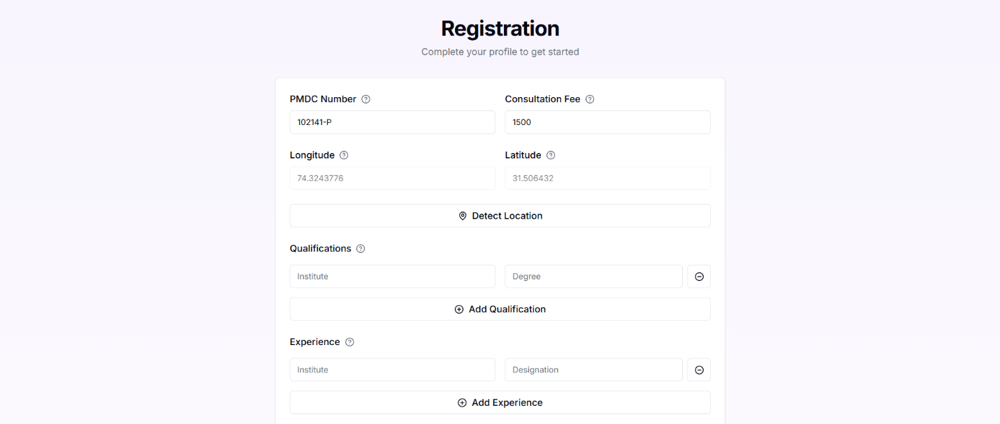 Registration
Complete your profile to get started
PMDC Number
Consultation Fee
102141-P
1500
Longitude
Latitude
74.3243776
31.506432
Detect Location
Qualifications
Institute
Degree
Add Qualification
Experience
Institute
Designation
Add Experience